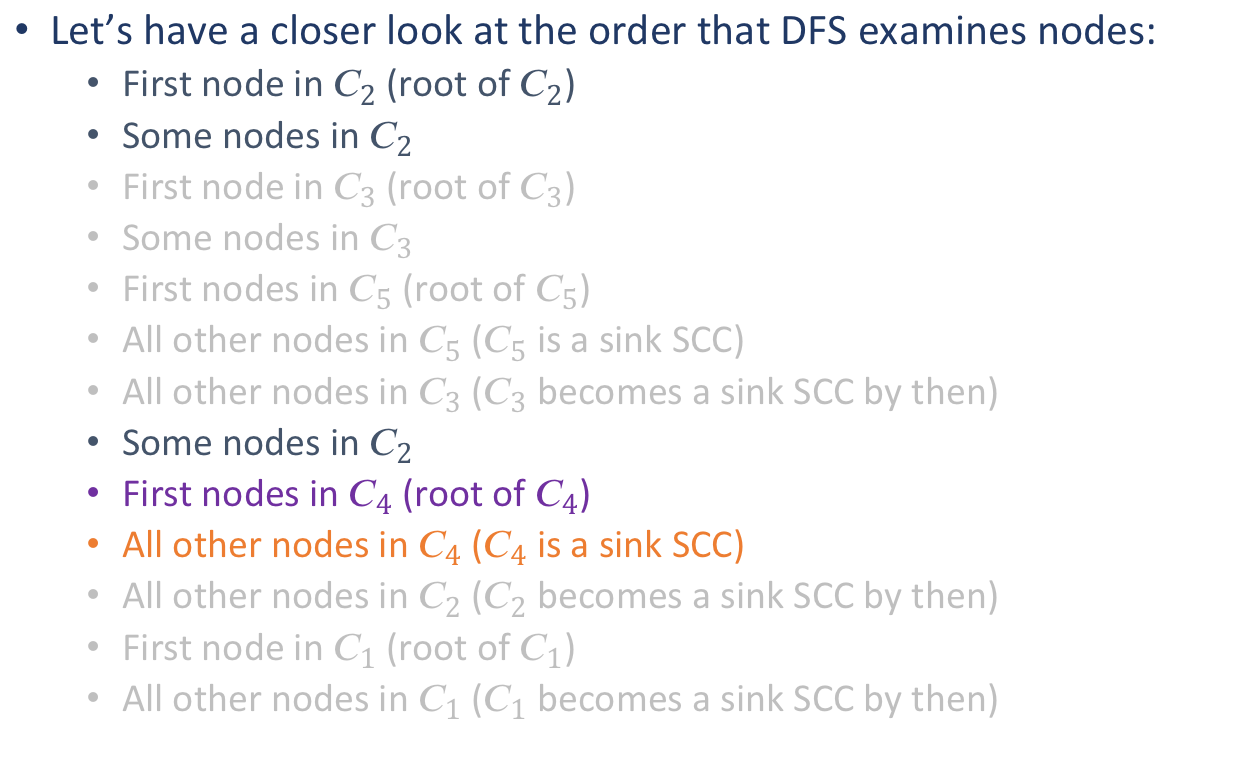 • Let’s have a closer look at the order that DFS examines nodes:
• First node in C₂ (root of C₂)
• Some nodes in C₂
• First node in C₃ (root of C₃)
• Some nodes in C₃
• First nodes in C₅ (root of C₅)
• All other nodes in C₅ (C₅ is a sink SCC)
• All other nodes in C₃ (C₃ becomes a sink SCC by then)
• Some nodes in C₂
• First nodes in C₄ (root of C₄)
• All other nodes in C₄ (C₄ is a sink SCC)
• All other nodes in C₂ (C₂ becomes a sink SCC by then)
• First node in C₁ (root of C₁)
• All other nodes in C₁ (C₁ becomes a sink SCC by then)